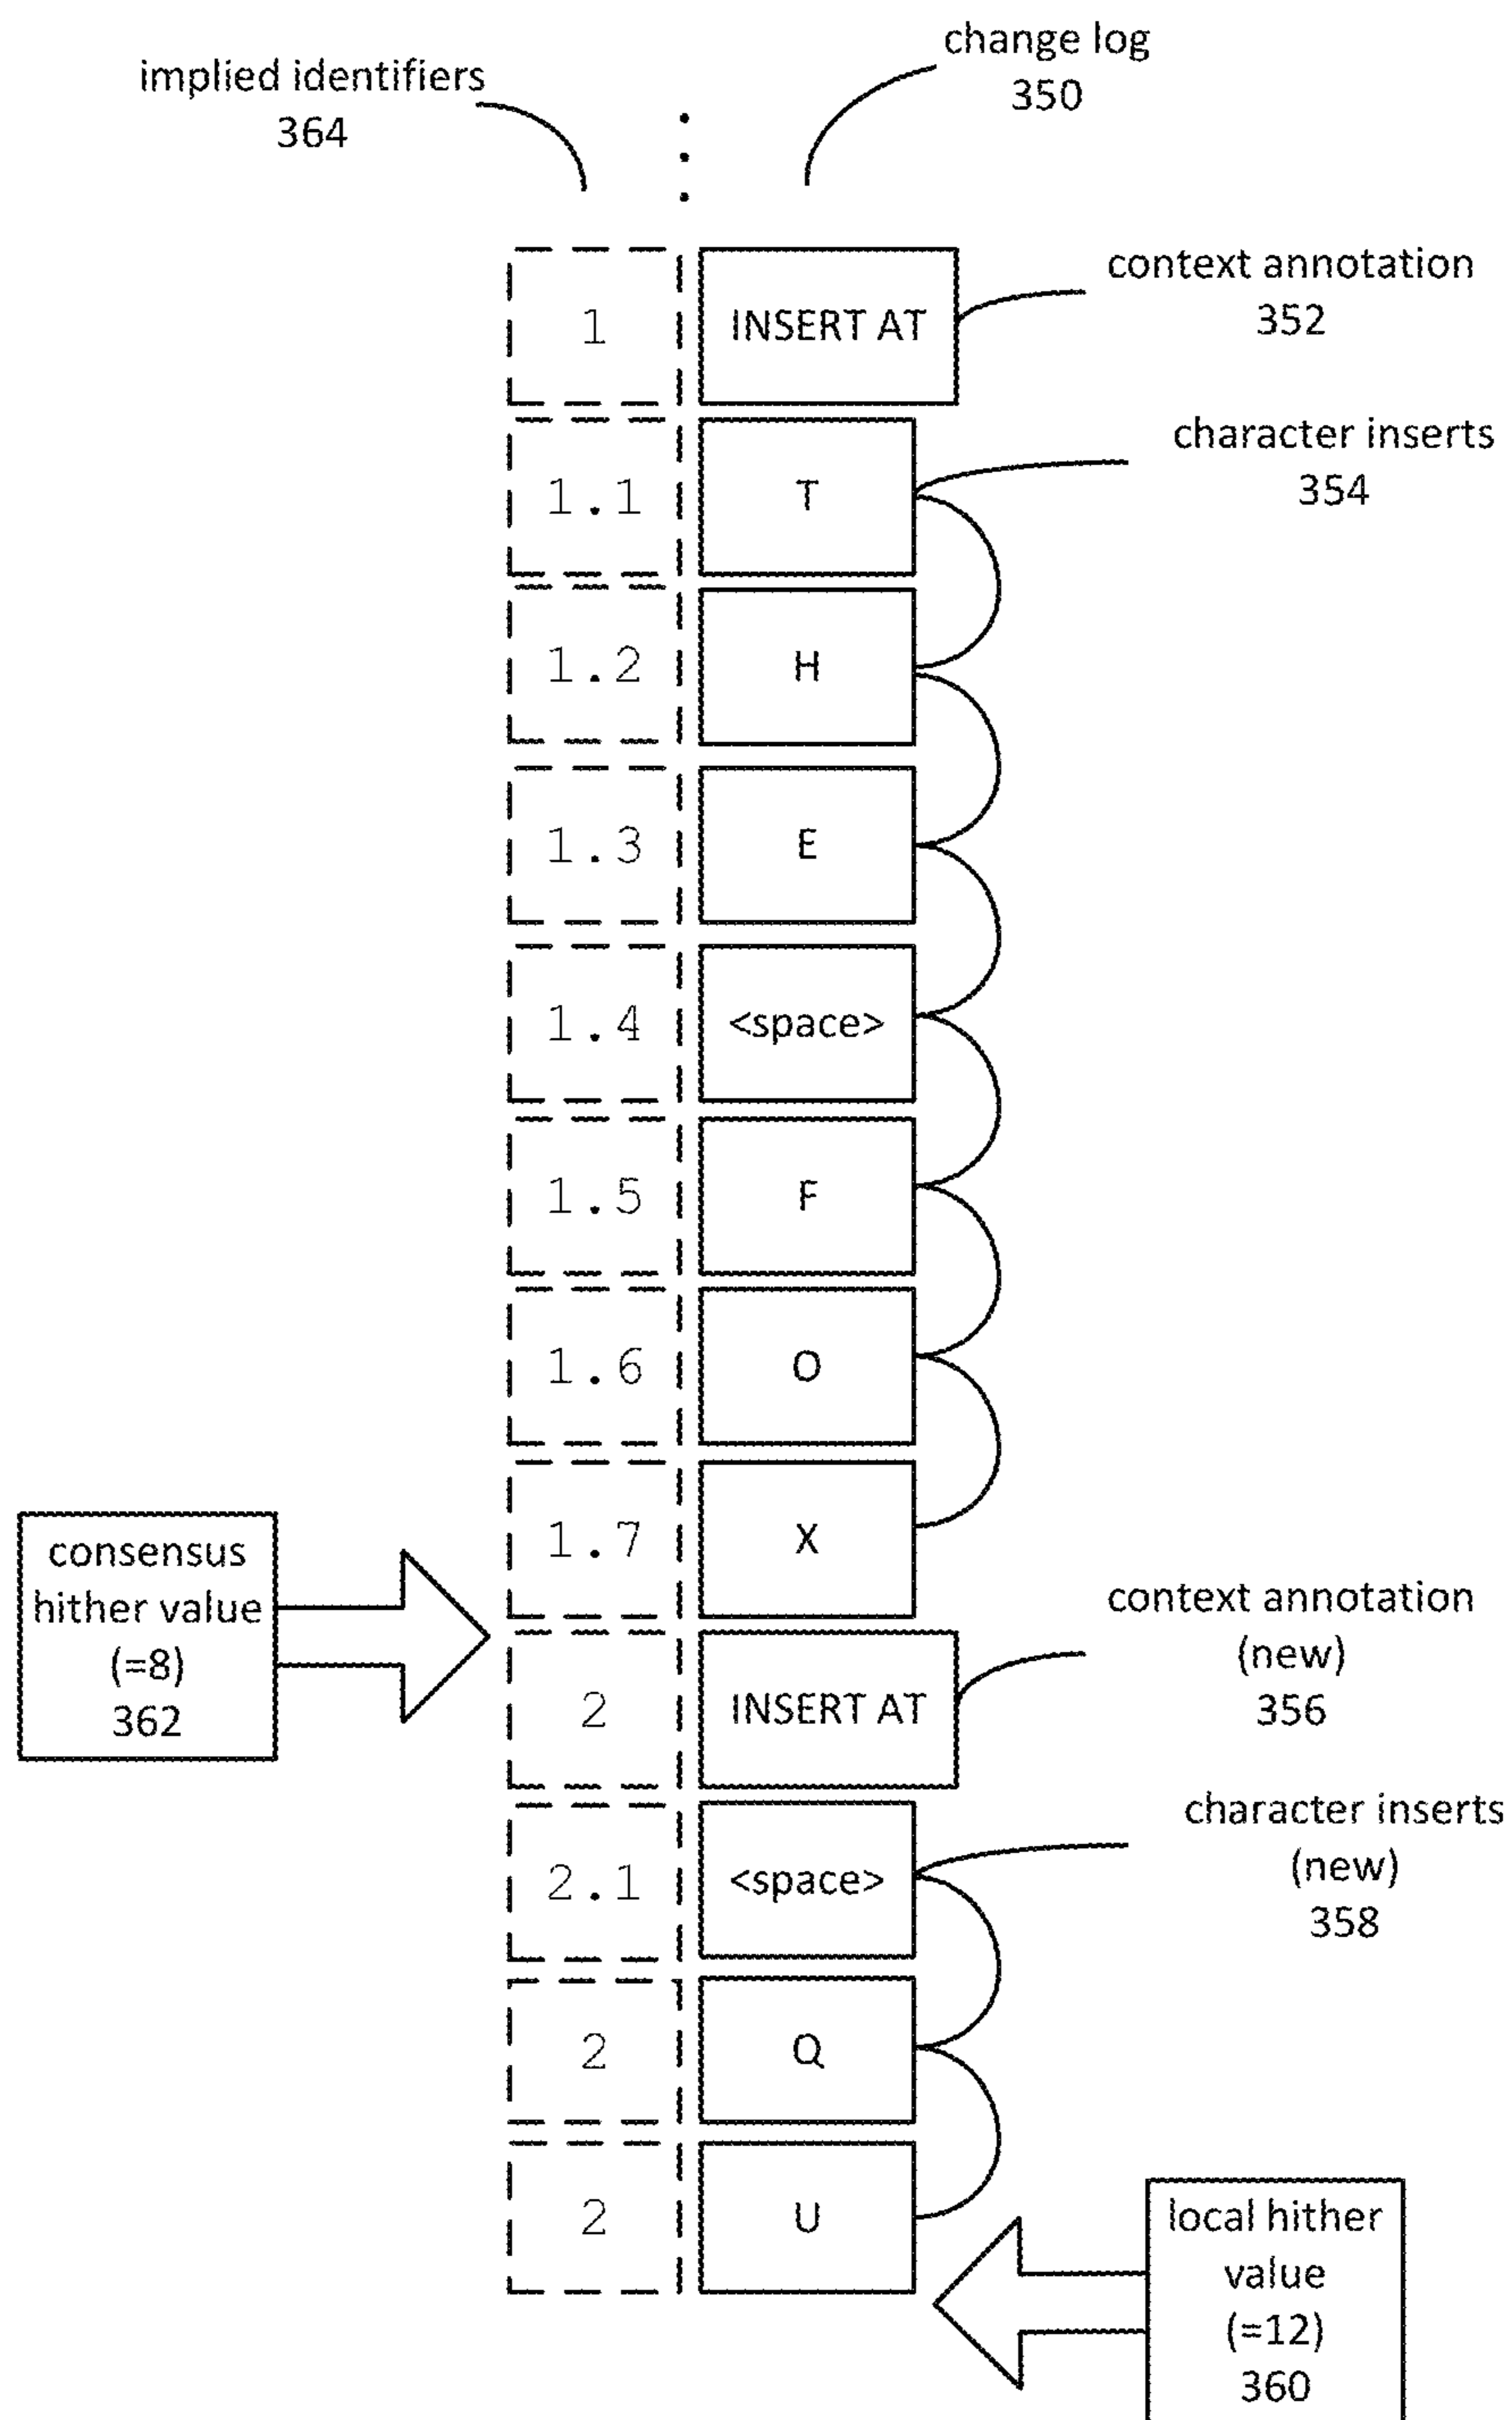 change log
350
implied identifiers
364
1 INSERT AT
context annotation
352
1.1 T
character inserts
354
1.2 H
1.3 E
1.4 <space>
1.5 F
1.6 O
1.7 X
consensus
hither value
(=8)
362
2 INSERT AT
context annotation
(new)
356
2.1 <space>
character inserts
(new)
358
2 Q
2 U
local hither
value
(=12)
360